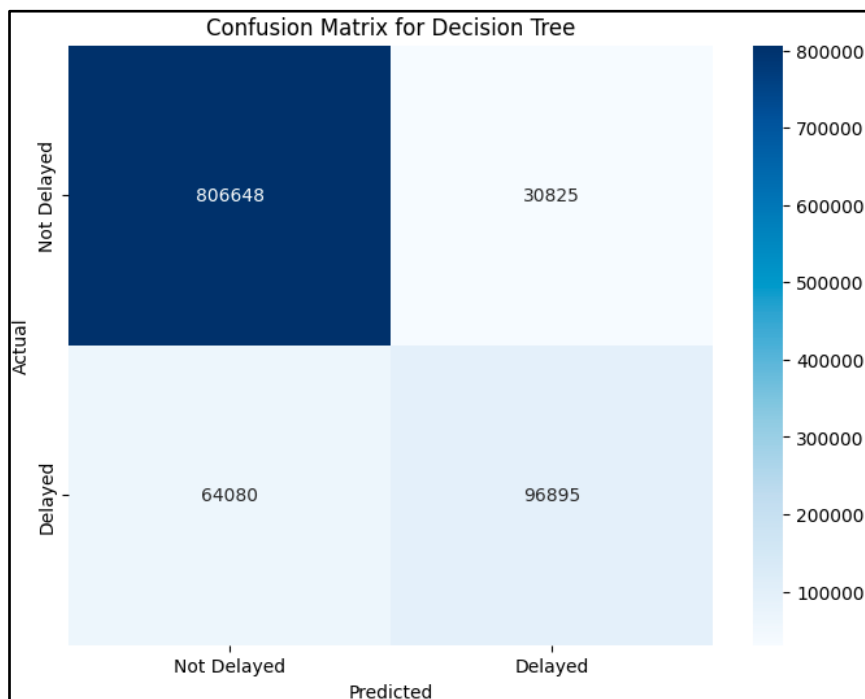 Confusion Matrix for Decision Tree
800000
700000
600000
500000
400000
300000
200000
100000
Actual
Not Delayed
806648
30825
Delayed
64080
96895
Not Delayed
Delayed
Predicted